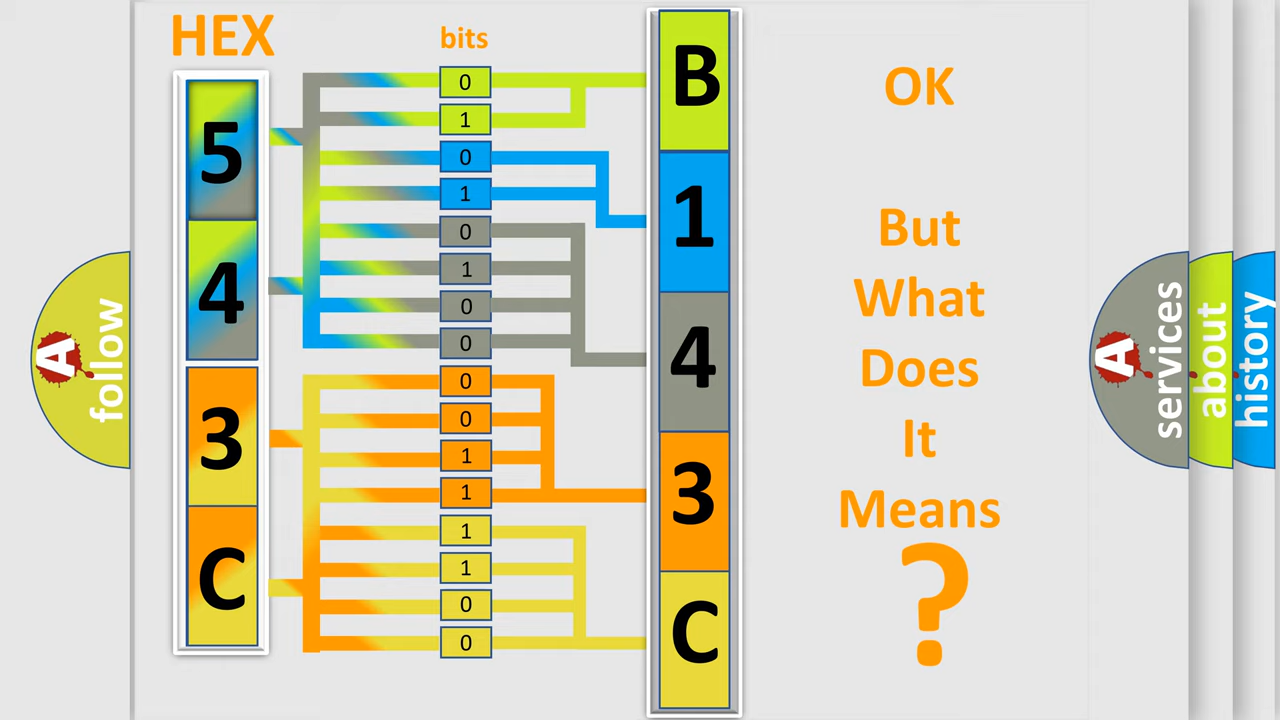 HEX
bits
5
4
3
C
0
1
0
1
0
1
0
0
0
0
1
1
1
1
0
0
B
1
4
3
C
OK
But
What
Does
It
Means
?
A
follow
A
services
about
history